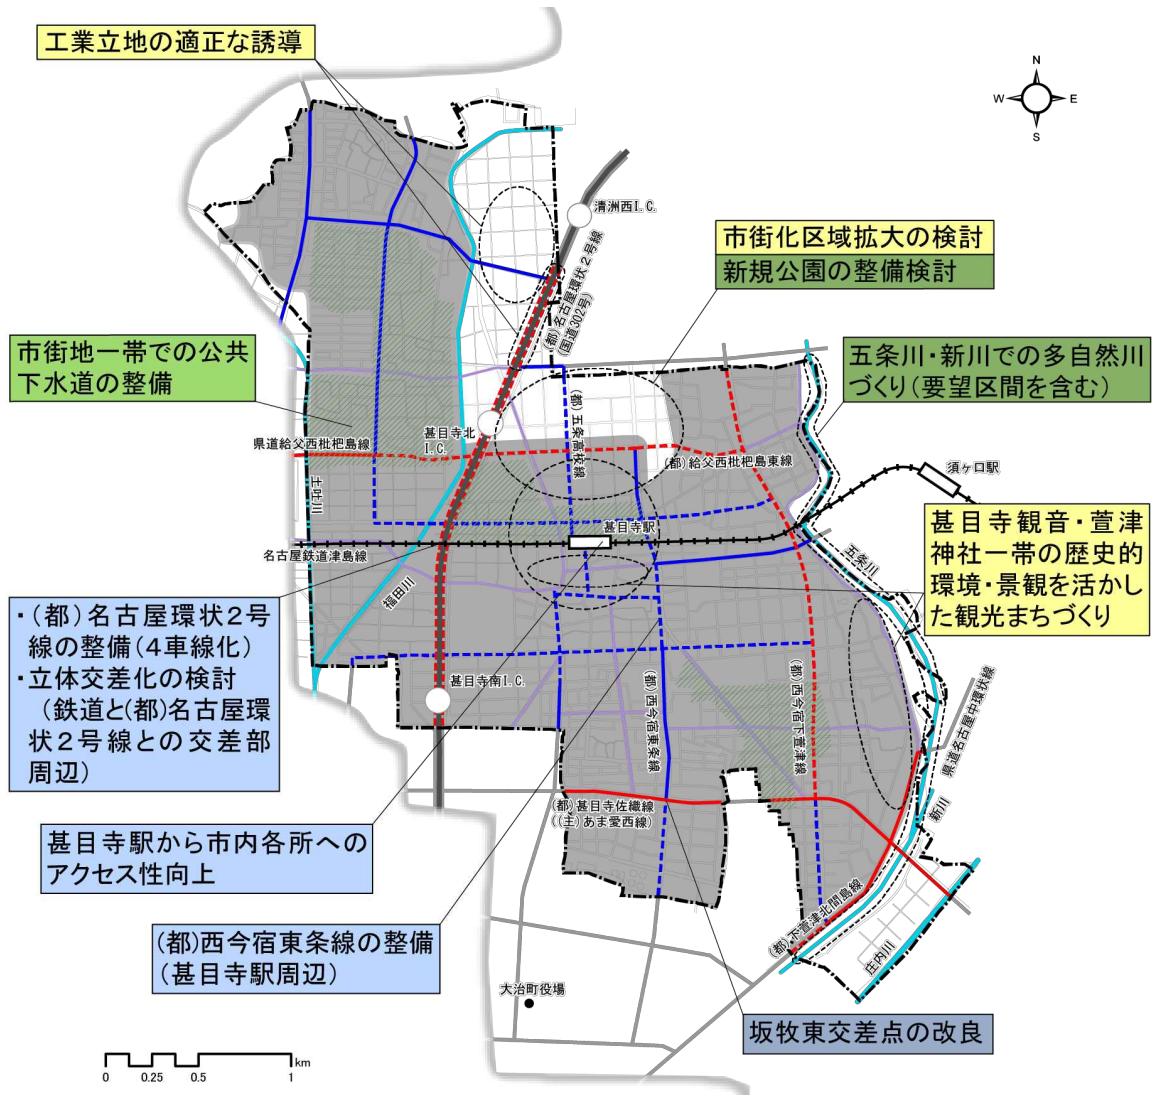 工業立地の適正な誘導
N
W
E
S
清洲西I.C.
(都)名古屋環状2号線
(国道302号)
市街化区域拡大の検討
新規公園の整備検討
市街地一帯での公共
下水道の整備
五条川・新川での多自然川
づくり(要望区間を含む)
甚目寺北
I.C.
(都)五条高校線
県道給父西枇杷島線
(都)給父西枇杷島東線
須ヶ口駅
土吐川
甚目寺駅
名古屋鉄道津島線
五条川
福田川
甚目寺観音・萱津
神社一帯の歴史的
環境・景観を活かし
た観光まちづくり
・(都)名古屋環状2号
線の整備(4車線化)
・立体交差化の検討
(鉄道と(都)名古屋環
状2号線との交差部
周辺)
甚目寺南I.C.
(都)西今宿東条線
(都)西今宿下萱津線
県道名古屋中環状線
(都)甚目寺佐織線
((主)あま愛西線)
新川
甚目寺駅から市内各所への
アクセス性向上
(都)下萱津北間島線
(都)西今宿東条線の整備
(甚目寺駅周辺)
庄内川
大治町役場
坂牧東交差点の改良
km
0
0.25
0.5
1